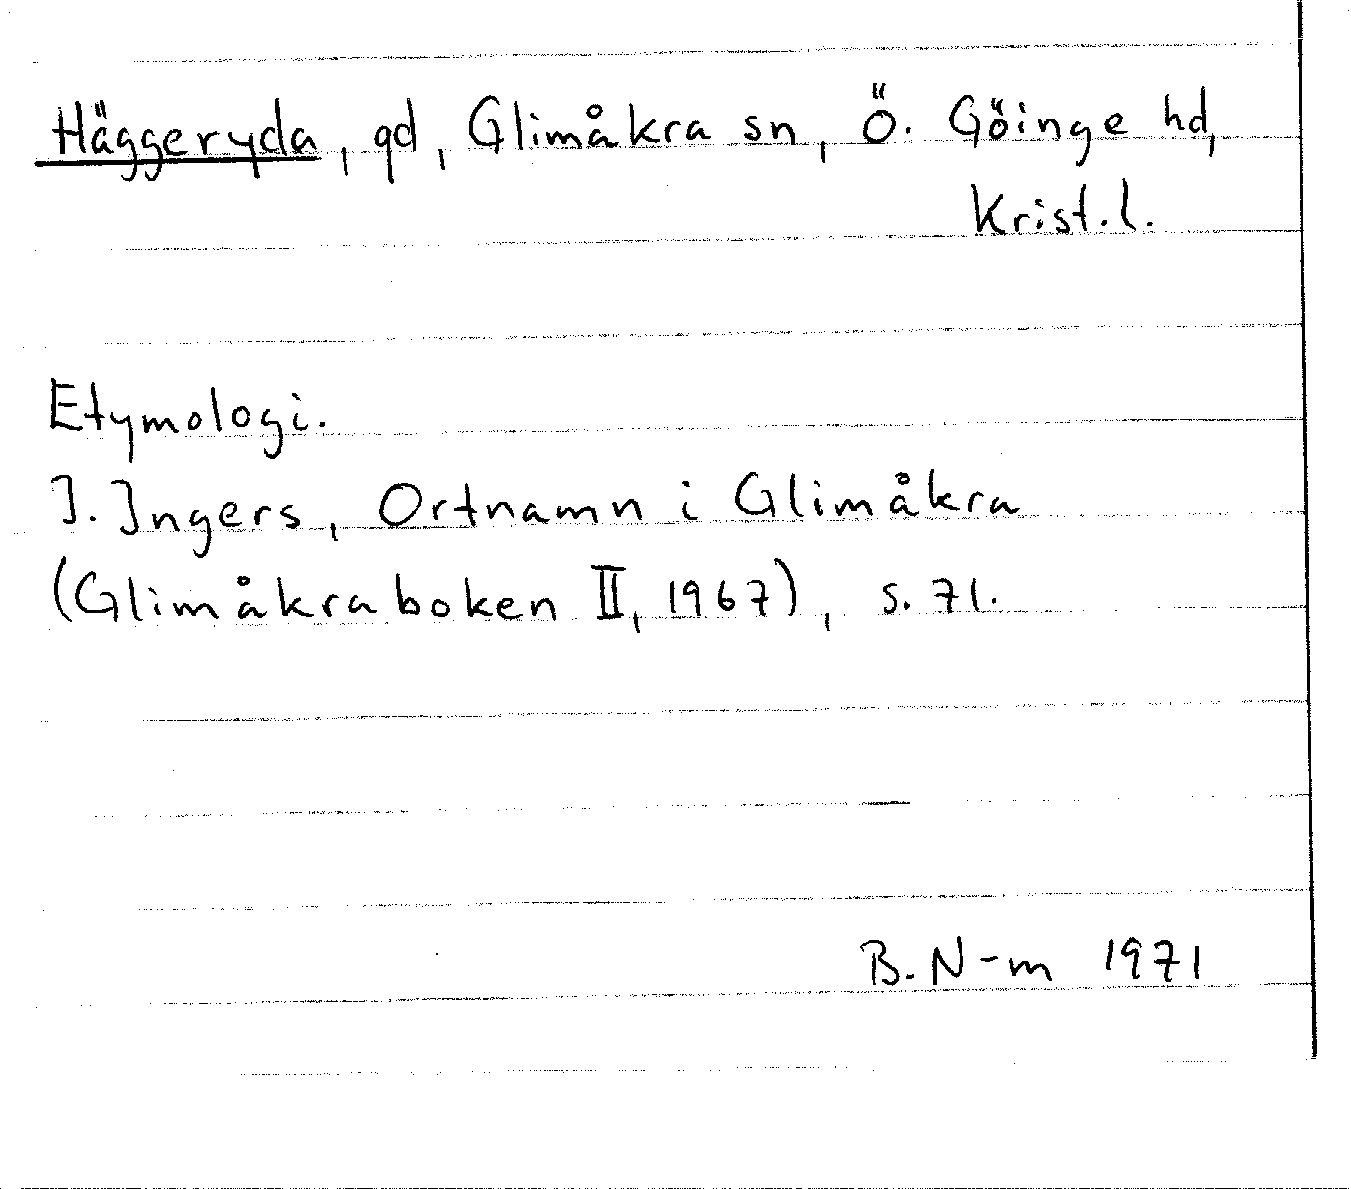 Häggeryda, gd, Glimåkra sn, Ö. Göinge hd,
Krist.l.
Etymologi.
I. Ingers, Ortnamn i Glimåkra
(Glimåkraboken II, 1967), s. 71.
B. N-m 1971